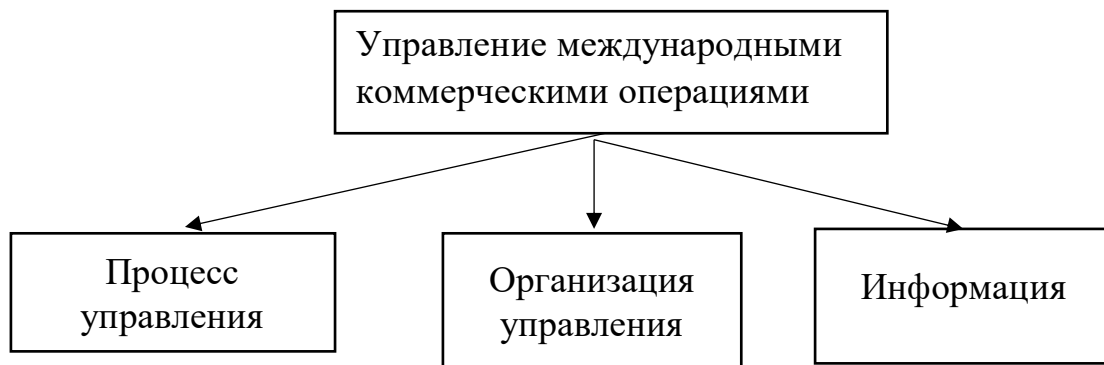 Управление международными
коммерческими операциями
Процесс
управления
Организация
управления
Информация